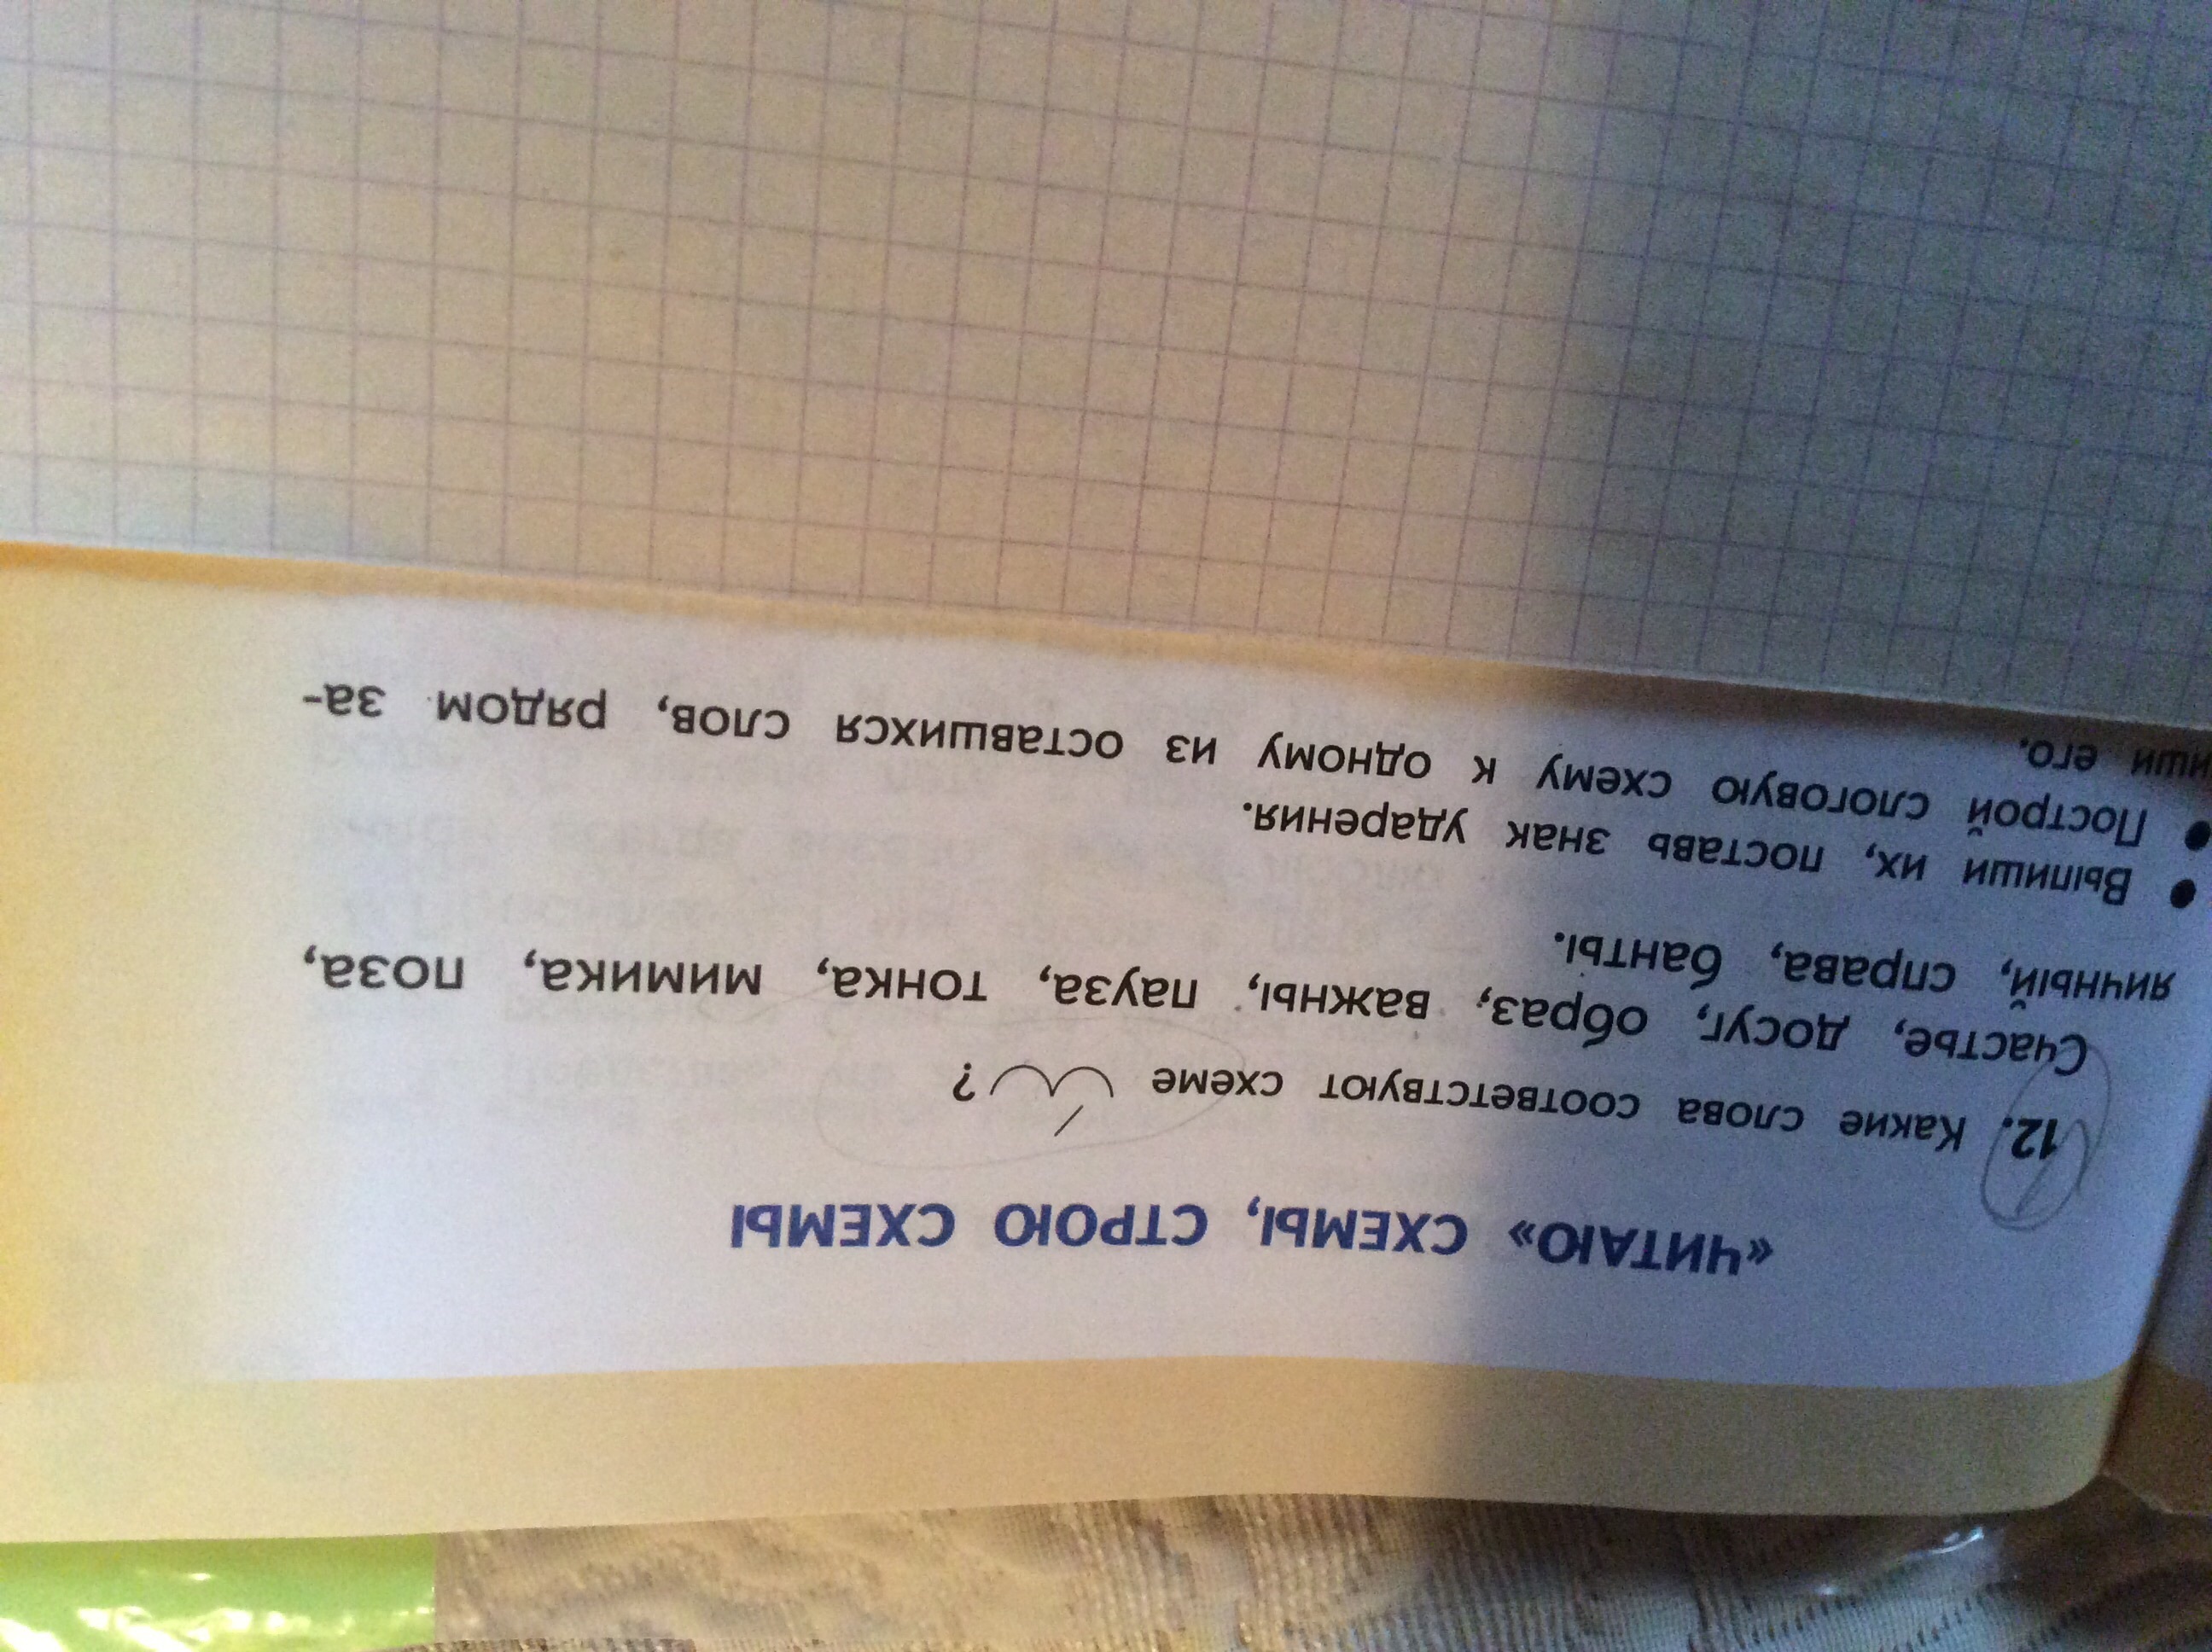 «ЧИТАЮ» СХЕМЫ, СТРОЮ СХЕМЫ
12. Какие слова соответствуют схеме ?
Счастье, досуг, образ, важны, пауза, тонка, мимика, поза,
яичный, справа, банты.
• Выпиши их, поставь знак ударения.
• Построй слоговую схему к одному из оставшихся слов, рядом за-
пиши его.